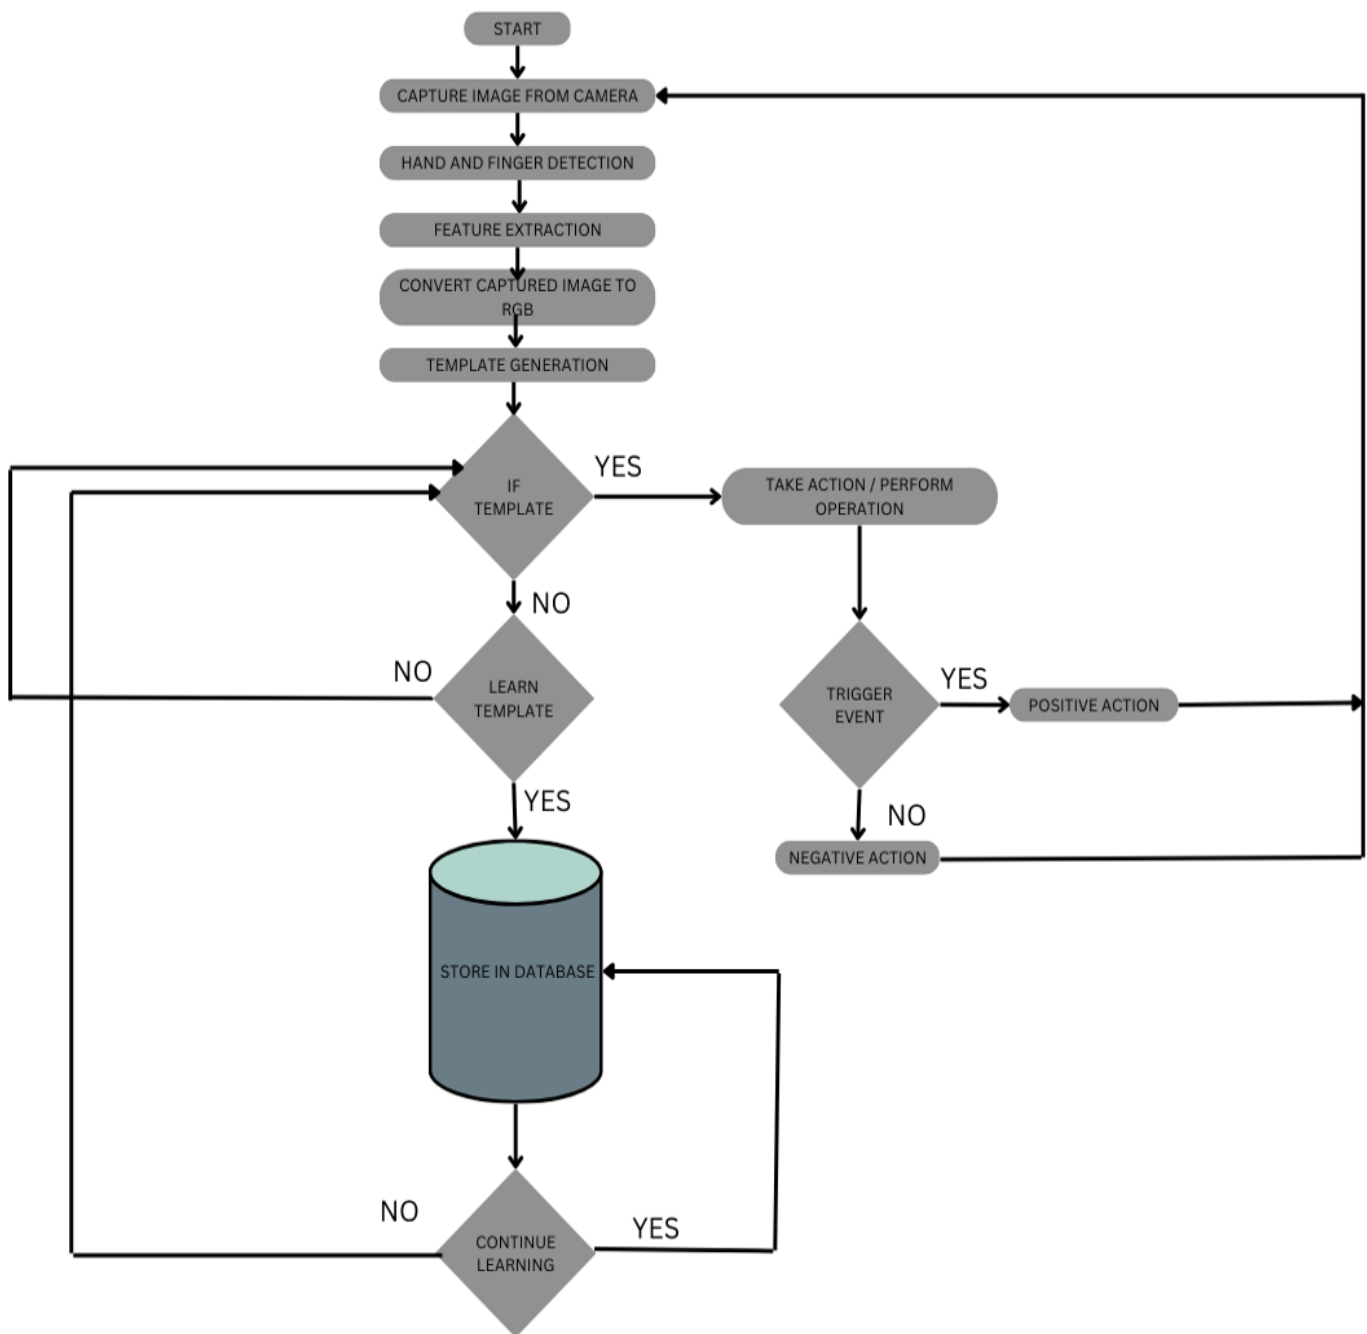 START
CAPTURE IMAGE FROM CAMERA
HAND AND FINGER DETECTION
FEATURE EXTRACTION
CONVERT CAPTURED IMAGE TO
RGB
TEMPLATE GENERATION
IF
TEMPLATE
YES
TAKE ACTION / PERFORM
OPERATION
NO
LEARN
TEMPLATE
NO
YES
TRIGGER
EVENT
YES
POSITIVE ACTION
NO
NEGATIVE ACTION
STORE IN DATABASE
CONTINUE
LEARNING
NO
YES